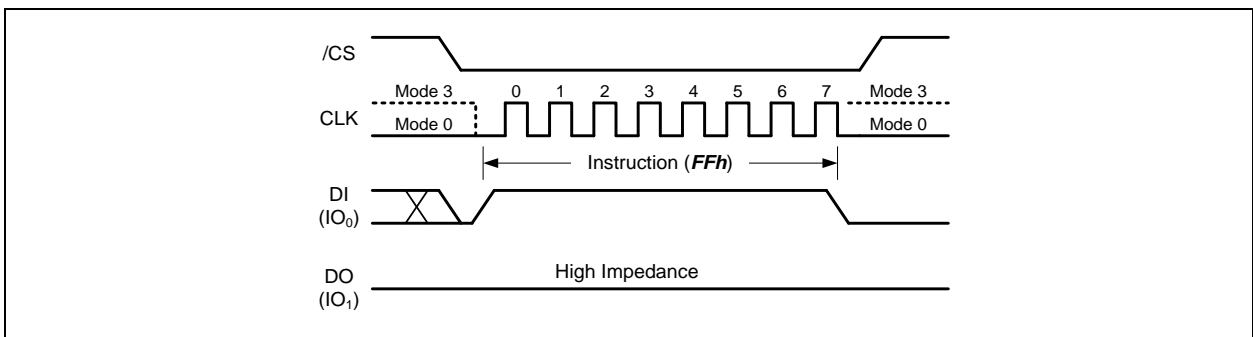 /CS
Mode 3 0 1 2 3 4 5 6 7 Mode 3
CLK
Mode 0 Mode 0
Instruction (FFh)
DI
(IO0)
High Impedance
DO
(IO1)